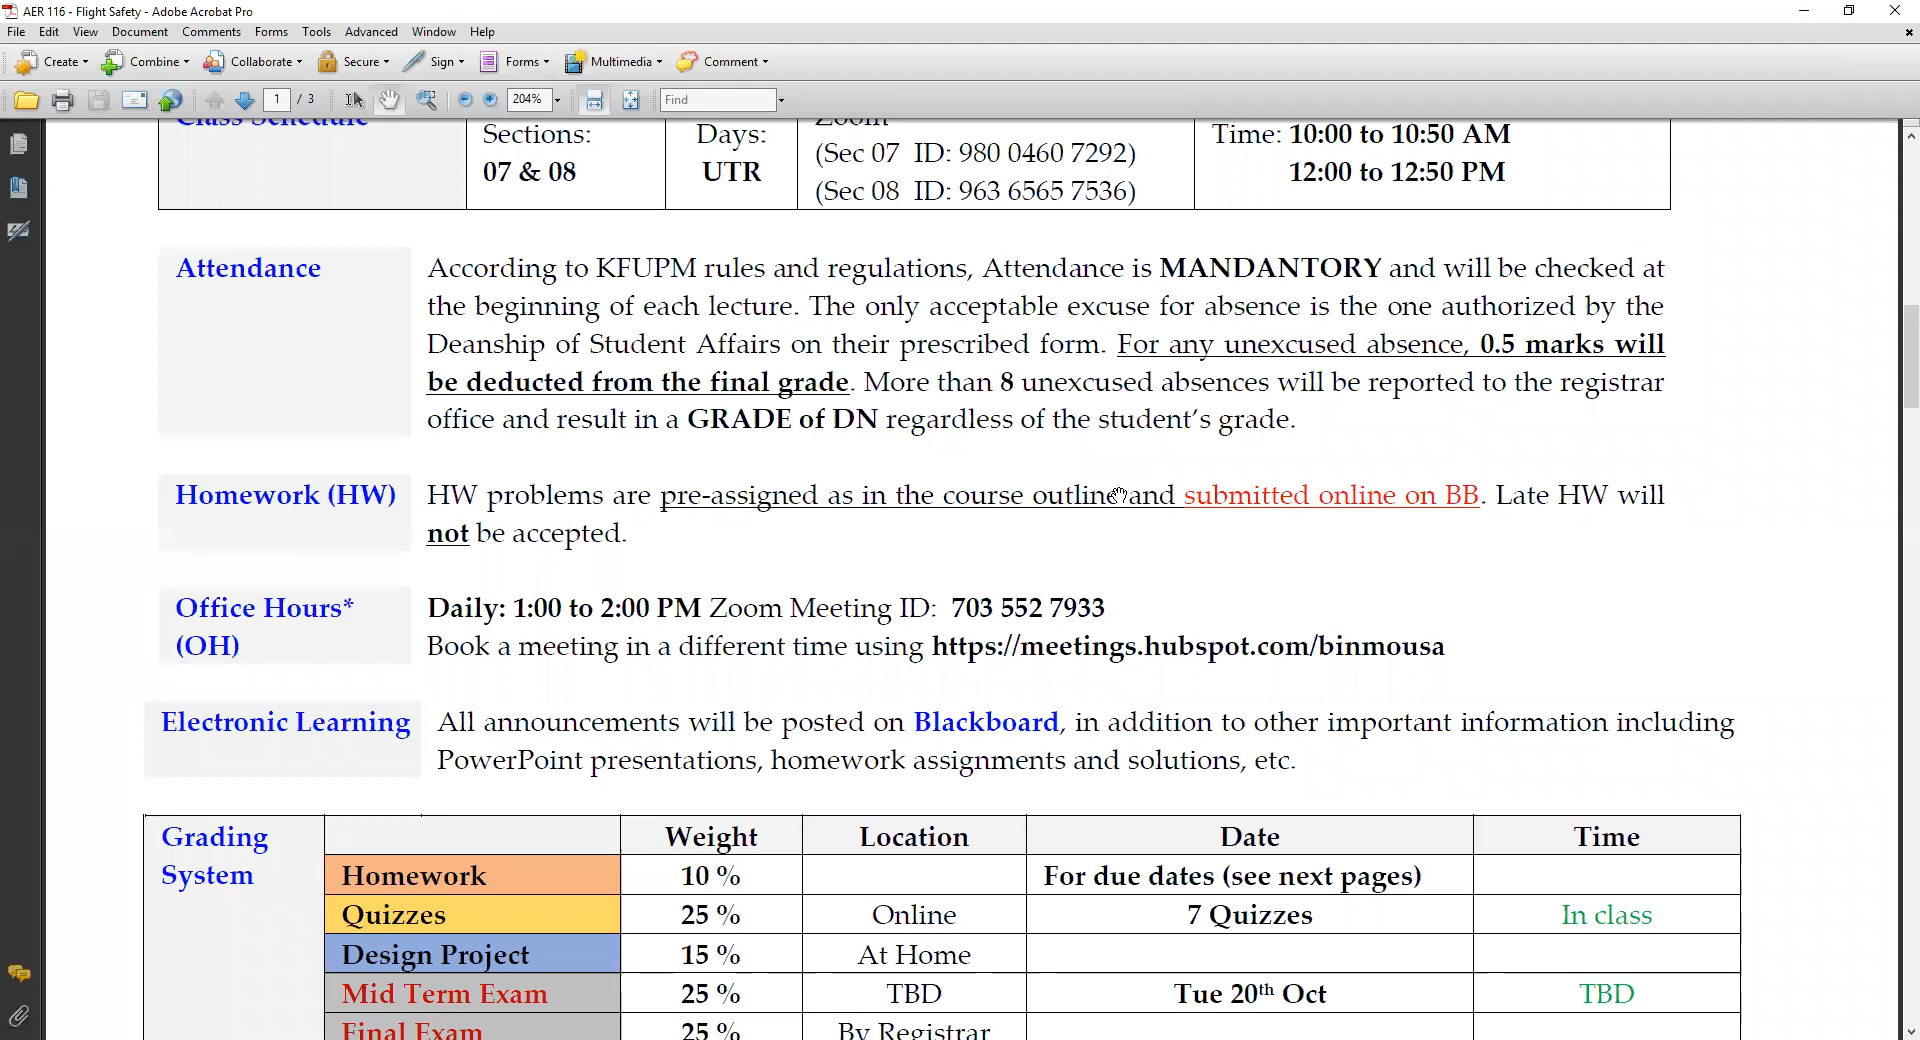 AER 116 - Flight Safety - Adobe Acrobat Pro
File Edit View Document Comments Forms Tools Advanced Window Help
Create Combine Collaborate Secure Sign Forms Multimedia Comment
1 / 3 204% Find
Class Schedule
Sections:
07 & 08
Days:
UTR
Zoom
(Sec 07 ID: 980 0460 7292)
(Sec 08 ID: 963 6565 7536)
Time: 10:00 to 10:50 AM
12:00 to 12:50 PM
Attendance
According to KFUPM rules and regulations, Attendance is MANDANTORY and will be checked at
the beginning of each lecture. The only acceptable excuse for absence is the one authorized by the
Deanship of Student Affairs on their prescribed form. For any unexcused absence, 0.5 marks will
be deducted from the final grade. More than 8 unexcused absences will be reported to the registrar
office and result in a GRADE of DN regardless of the student's grade.
Homework (HW)
HW problems are pre-assigned as in the course outline and submitted online on BB. Late HW will
not be accepted.
Office Hours*
(OH)
Daily: 1:00 to 2:00 PM Zoom Meeting ID: 703 552 7933
Book a meeting in a different time using https://meetings.hubspot.com/binmousa
Electronic Learning
All announcements will be posted on Blackboard, in addition to other important information including
PowerPoint presentations, homework assignments and solutions, etc.
Grading
System
Weight Location Date Time
Homework 10 % For due dates (see next pages)
Quizzes 25 % Online 7 Quizzes In class
Design Project 15 % At Home
Mid Term Exam 25 % TBD Tue 20th Oct TBD
Final Exam 25 % By Registrar